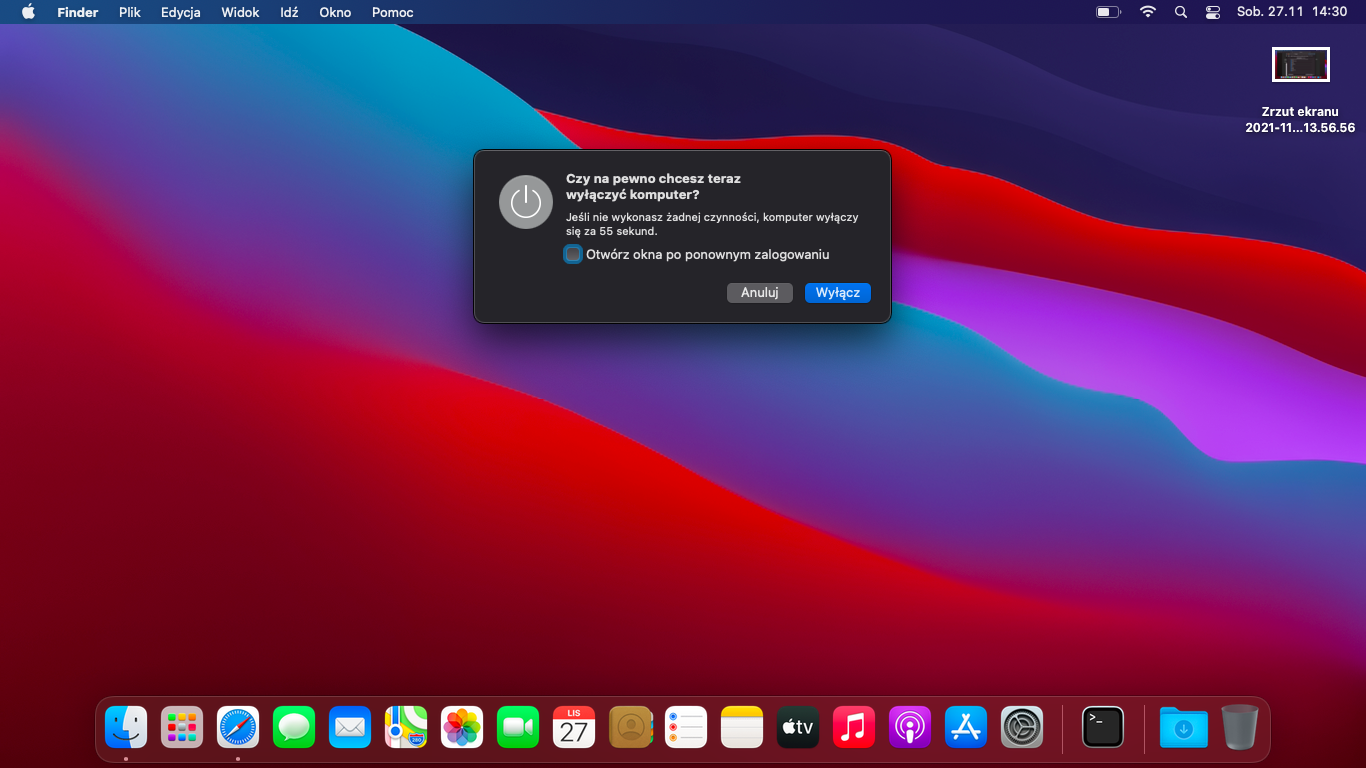 Finder Plik Edycja Widok Idź Okno Pomoc Sob. 27.11 14:30
Zrzut ekranu
2021-11...13.56.56
Czy na pewno chcesz teraz
wyłączyć komputer?
Jeśli nie wykonasz żadnej czynności, komputer wyłączy
się za 55 sekund.
Otwórz okna po ponownym zalogowaniu
Anuluj Wyłącz
LIS
27
280
tv
>_